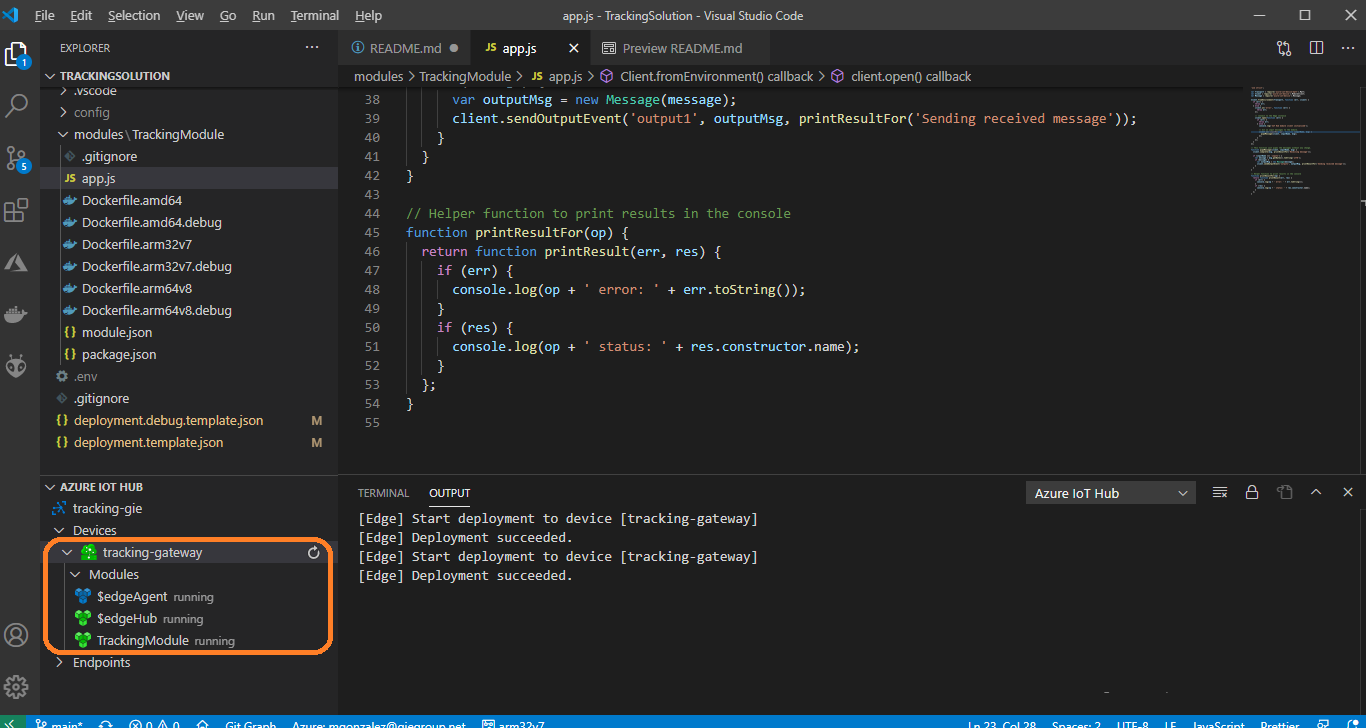 File Edit Selection View Go Run Terminal Help app.js - TrackingSolution - Visual Studio Code
EXPLORER
1
5
TRACKINGSOLUTION
.vscode
config
modules \ TrackingModule
.gitignore
JS app.js
Dockerfile.amd64
Dockerfile.amd64.debug
Dockerfile.arm32v7
Dockerfile.arm32v7.debug
Dockerfile.arm64v8
Dockerfile.arm64v8.debug
{} module.json
{} package.json
.env
.gitignore
{} deployment.debug.template.json M
{} deployment.template.json M
AZURE IOT HUB
tracking-gie
Devices
tracking-gateway
Modules
$edgeAgent running
$edgeHub running
TrackingModule running
Endpoints
README.md JS app.js Preview README.md
modules > TrackingModule > JS app.js > Client.fromEnvironment() callback > client.open() callback
38 var outputMsg = new Message(message);
39 client.sendOutputEvent('output1', outputMsg, printResultFor('Sending received message'));
40 }
41 }
42 }
43
44 // Helper function to print results in the console
45 function printResultFor(op) {
46 return function printResult(err, res) {
47 if (err) {
48 console.log(op + ' error: ' + err.toString());
49 }
50 if (res) {
51 console.log(op + ' status: ' + res.constructor.name);
52 }
53 };
54 }
55
TERMINAL OUTPUT Azure IoT Hub
[Edge] Start deployment to device [tracking-gateway]
[Edge] Deployment succeeded.
[Edge] Start deployment to device [tracking-gateway]
[Edge] Deployment succeeded.
main* 0 0 Git Graph Azure: mgonzalez@giegroup.net arm32v7 Ln 23, Col 28 Spaces: 2 UTF-8 LF JavaScript Prettier